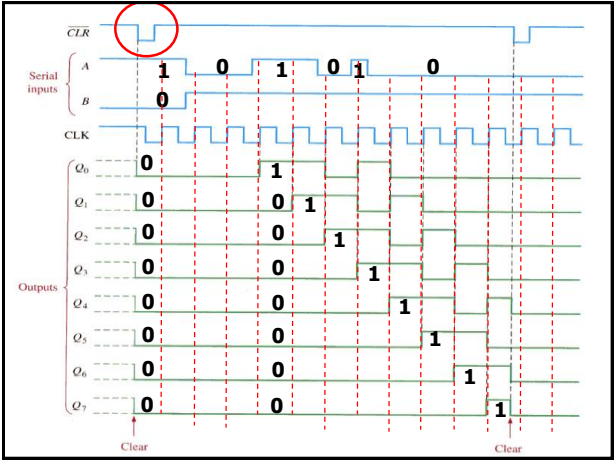 CLR
A 1 0 1 0 1 0
Serial inputs
B 0
CLK
Q0 0 1
Q1 0 0 1
Q2 0 0 1
Q3 0 0 1
Outputs
Q4 0 0 1
Q5 0 0 1
Q6 0 0 1
Q7 0 0 1
Clear Clear